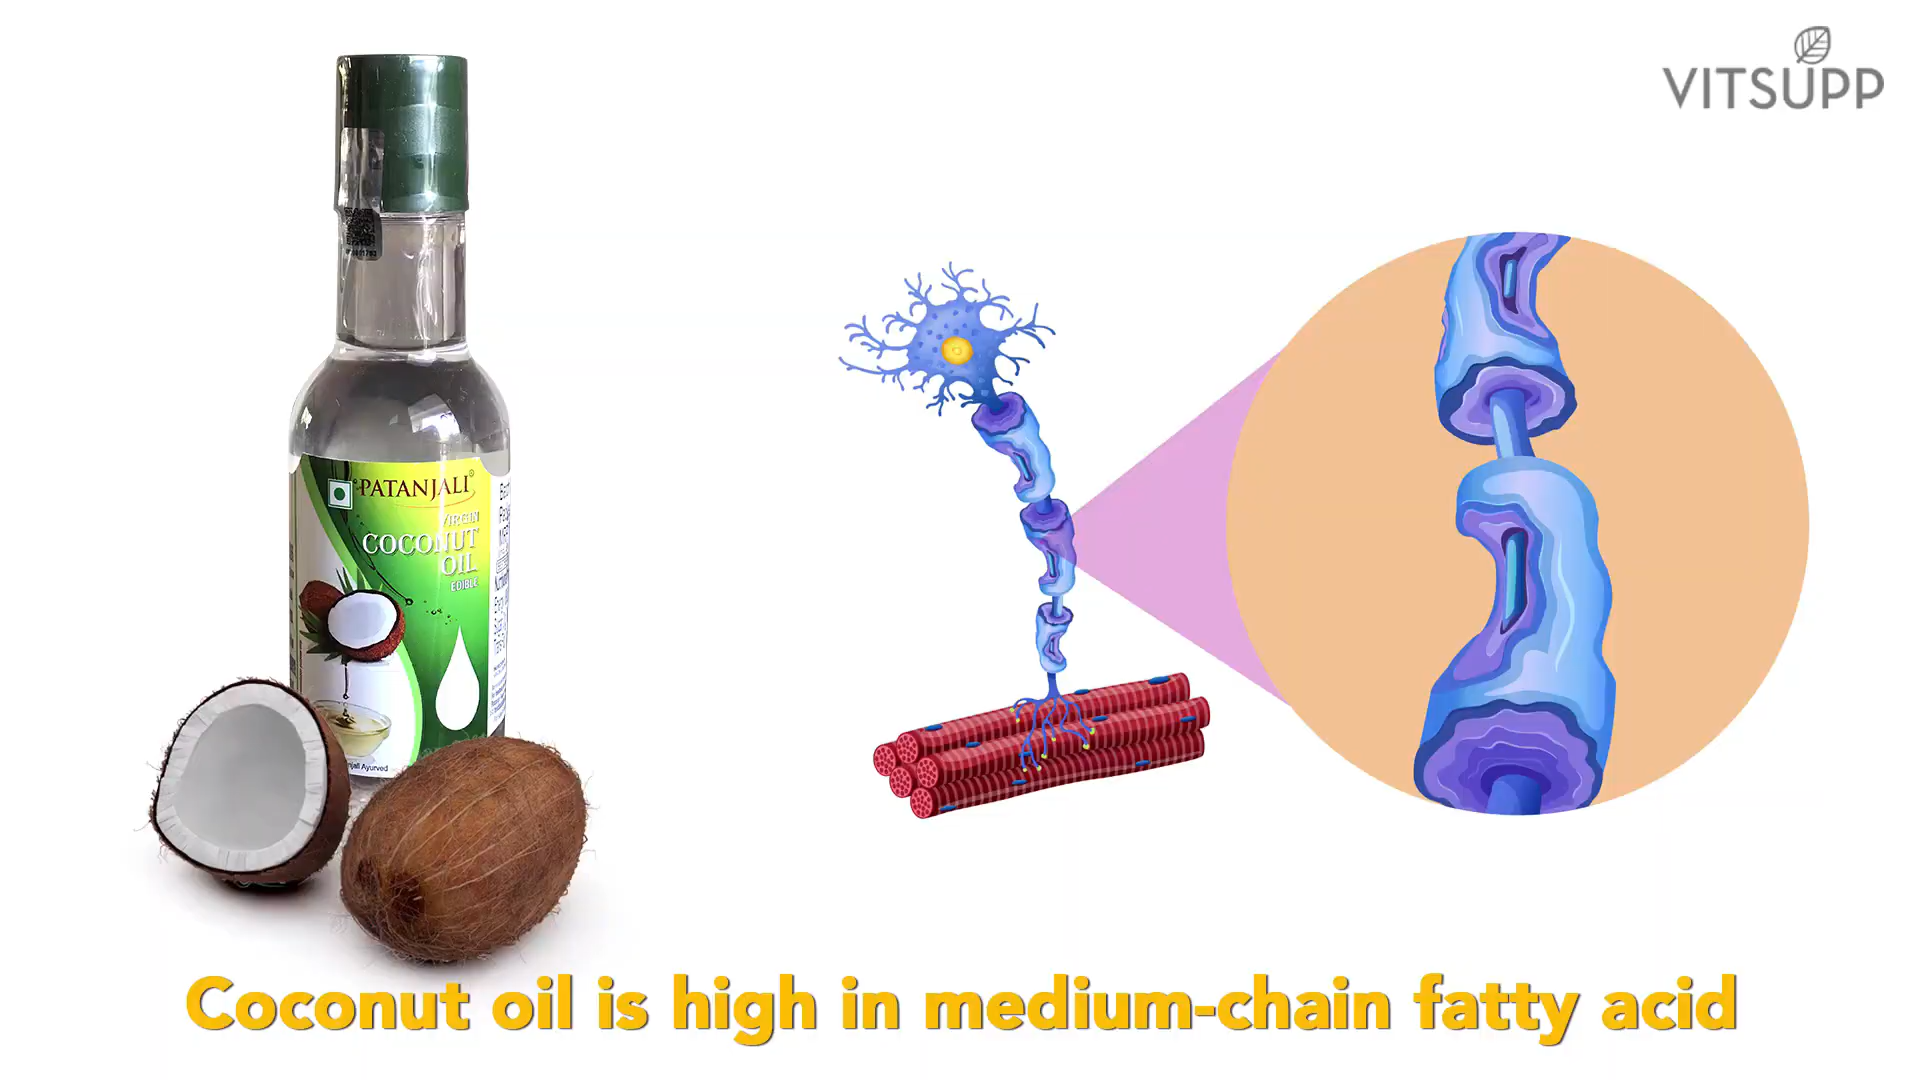 VITSUPP
PATANJALI
VIRGIN
COCONUT
OIL
EDIBLE
Coconut oil is high in medium-chain fatty acid